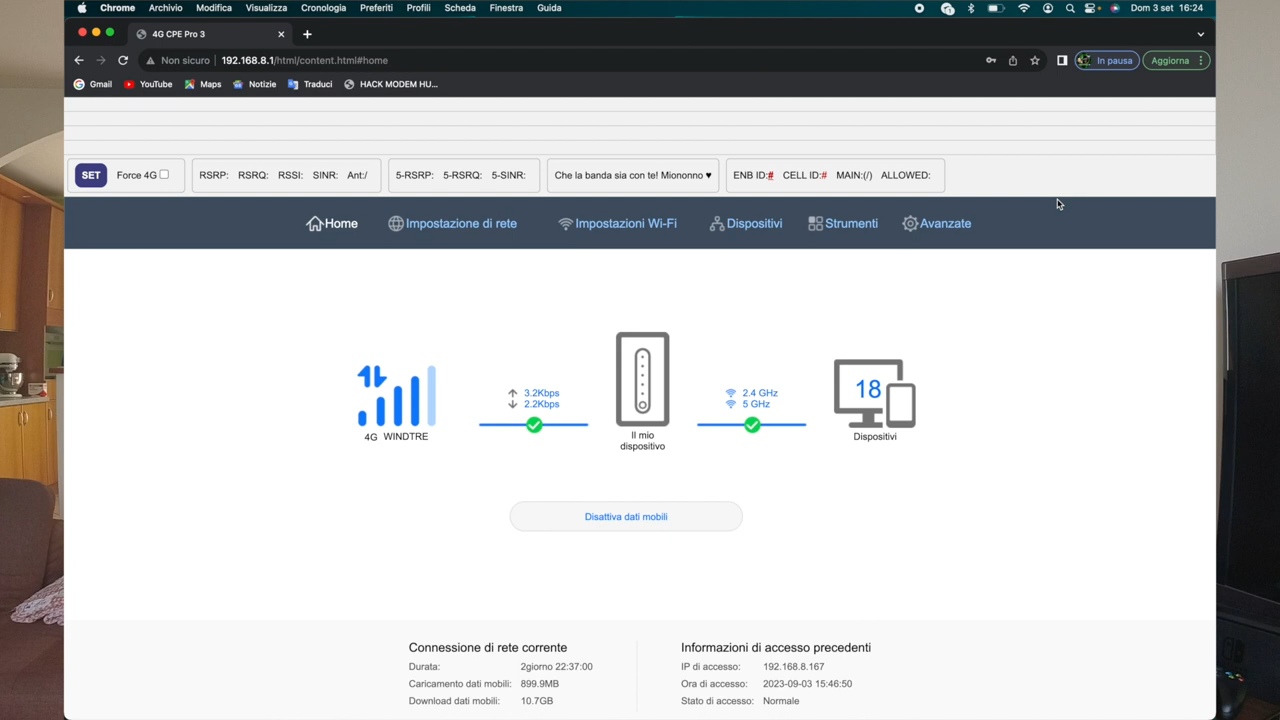 Chrome Archivio Modifica Visualizza Cronologia Preferiti Profili Scheda Finestra Guida Dom 3 set 16:24
4G CPE Pro 3
Non sicuro 192.168.8.1/html/content.html#home In pausa Aggiorna
Gmail YouTube Maps Notizie Traduci HACK MODEM HU...
SET Force 4G RSRP: RSRQ: RSSI: SINR: Ant:/ 5-RSRP: 5-RSRQ: 5-SINR: Che la banda sia con te! Miononno ♥ ENB ID:# CELL ID:# MAIN:(/) ALLOWED:
Home Impostazione di rete Impostazioni Wi-Fi Dispositivi Strumenti Avanzate
18
3.2Kbps 2.4 GHz
2.2Kbps 5 GHz
4G WINDTRE Il mio dispositivo Dispositivi
Disattiva dati mobili
Connessione di rete corrente
Durata: 2giorno 22:37:00
Caricamento dati mobili: 899.9MB
Download dati mobili: 10.7GB
Informazioni di accesso precedenti
IP di accesso: 192.168.8.167
Ora di accesso: 2023-09-03 15:46:50
Stato di accesso: Normale